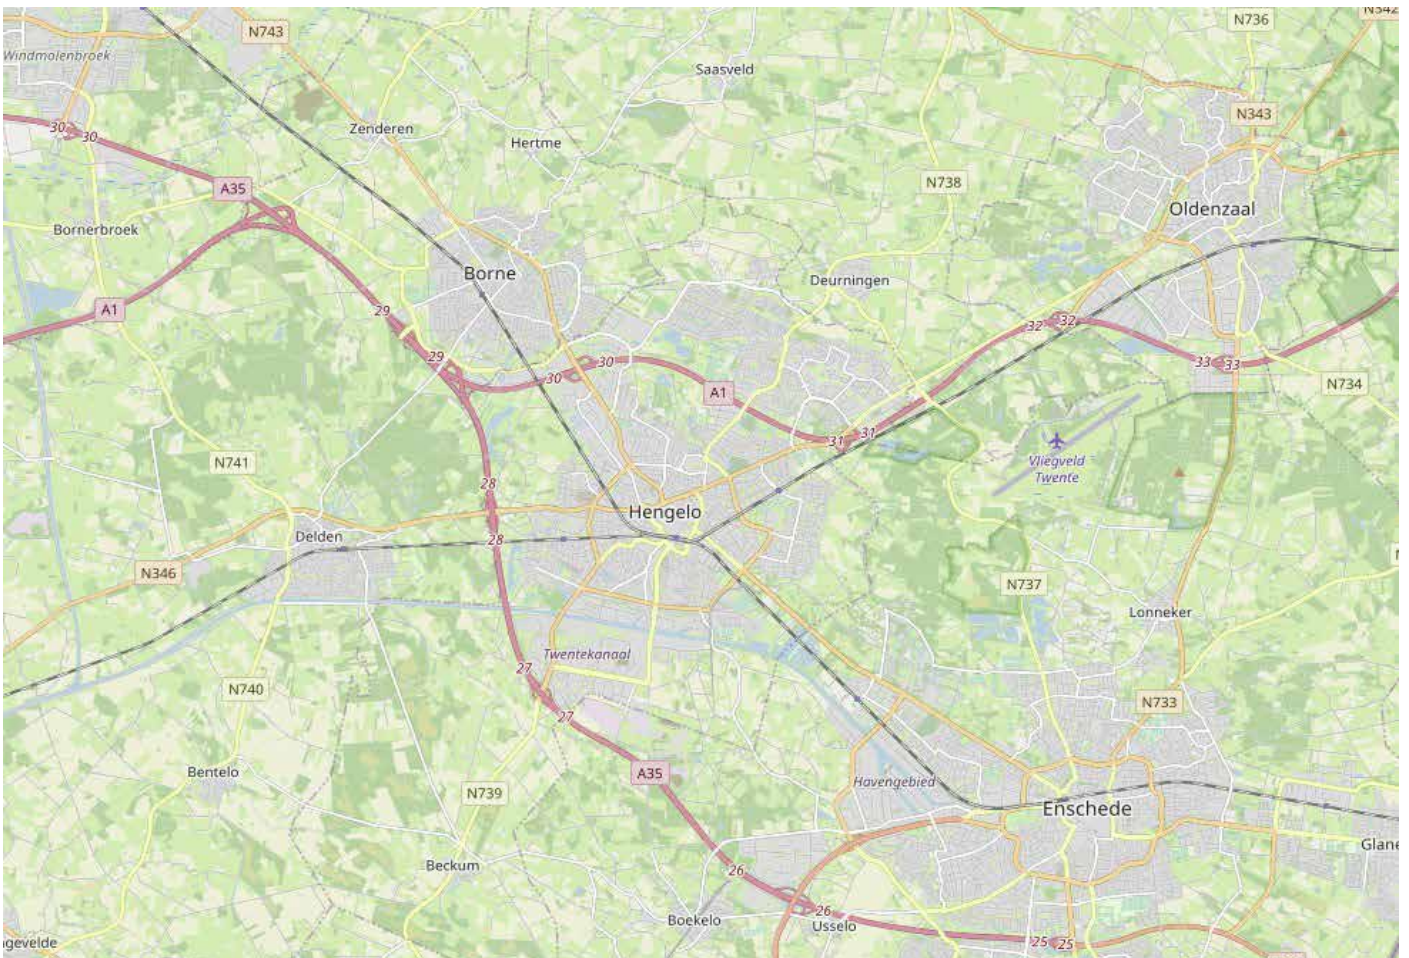 N342
N736
N743
Windmolenbroek
Saasveld
N343
30
30
Zenderen
Hertme
A35
N738
Oldenzaal
Bornerbroek
Borne
Deurningen
A1
29
32
32
29
30
30
33
33
A1
N734
31
31
N741
Vliegveld
Twente
28
Hengelo
28
Delden
N346
N737
Lonneker
Twentekanaal
27
N740
N733
27
Bentelo
A35
Havengebied
N739
Enschede
Glane
Beckum
26
26
Boekelo
Usselo
gevelde
25
25